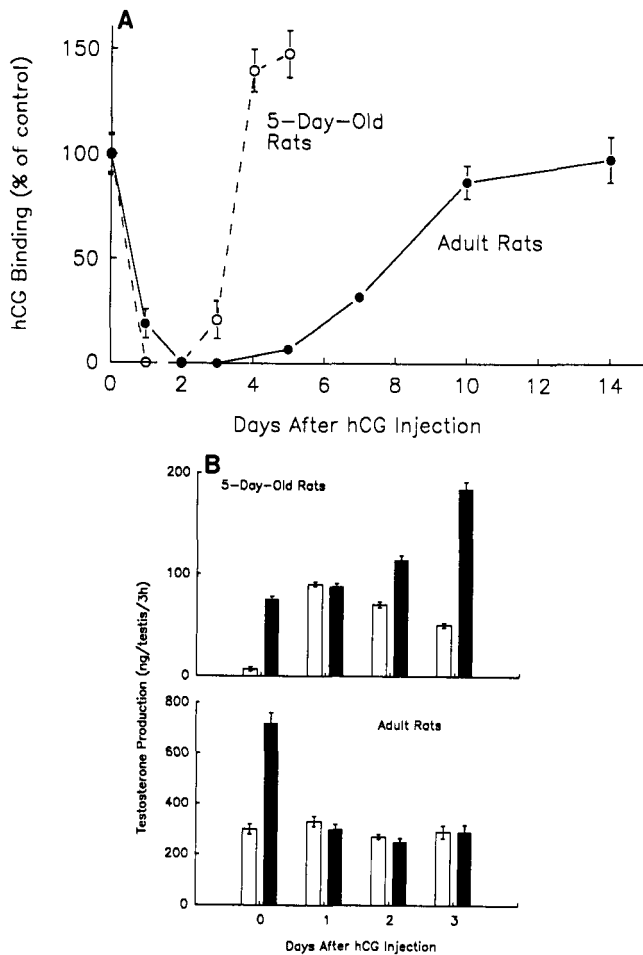 A
150
100
50
0
hCG Binding (% of control)
5-Day-Old
Rats
Adult Rats
0 2 4 6 8 10 12 14
Days After hCG Injection
B
5-Day-Old Rats
200
100
0
Testosterone Production (ng/testis/3h)
Adult Rats
800
600
400
200
0
0 1 2 3
Days After hCG Injection